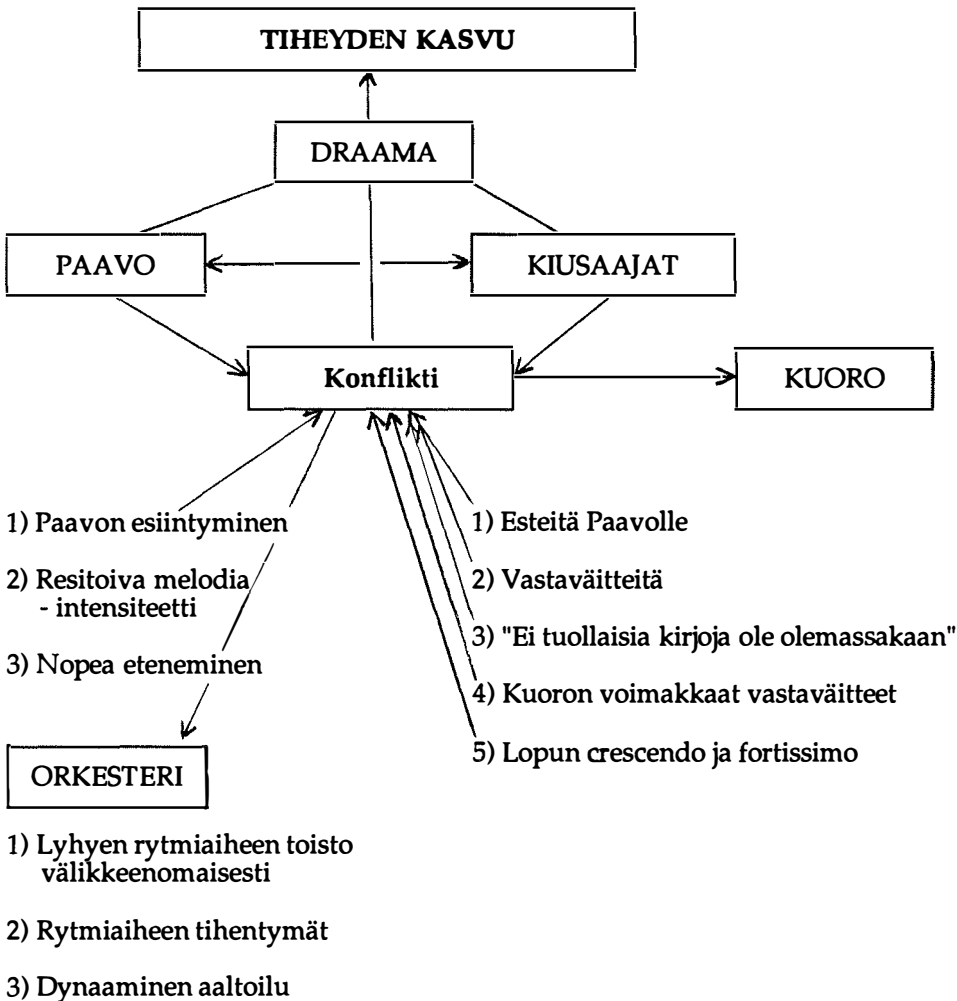 TIHEYDEN KASVU
DRAAMA
PAAVO
KIUSAAJAT
Konflikti
KUORO
1) Paavon esiintyminen
2) Resitoiva melodia
- intensiteetti
3) Nopea eteneminen
1) Esteitä Paavolle
2) Vastaväitteitä
3) "Ei tuollaisia kirjoja ole olemassakaan"
4) Kuoron voimakkaat vastaväitteet
5) Lopun crescendo ja fortissimo
ORKESTERI
1) Lyhyen rytmiaiheen toisto
välikkeenomaisesti
2) Rytmiaiheen tihentymät
3) Dynaaminen aaltoilu